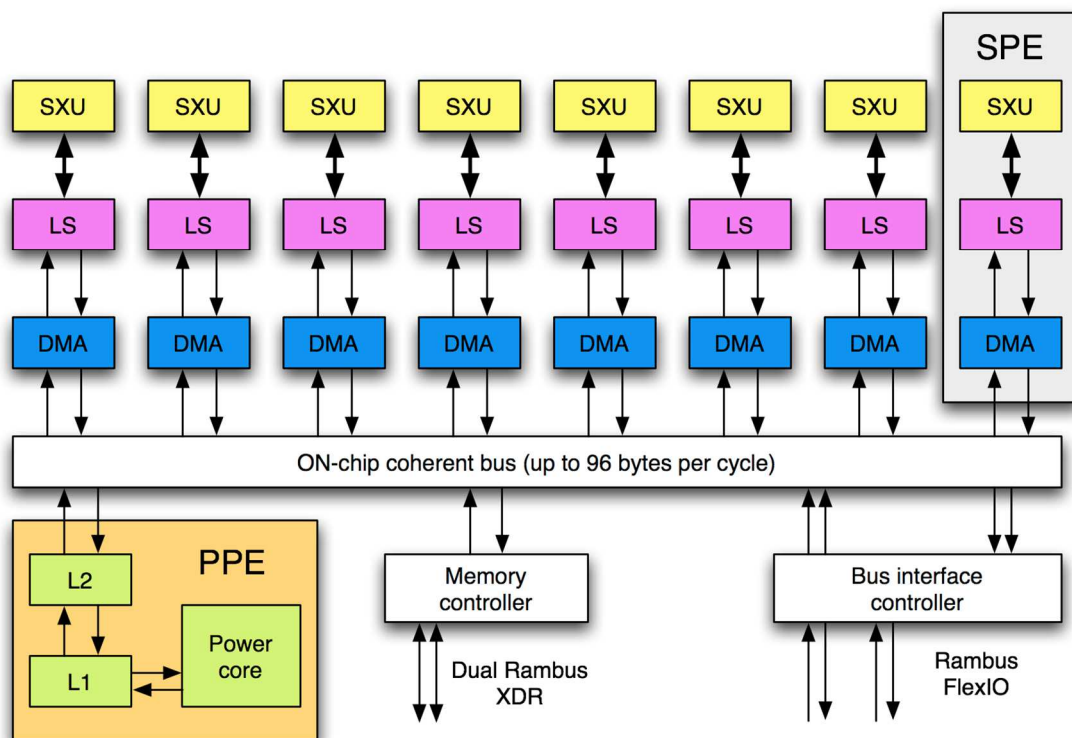 SPE
SXU SXU SXU SXU SXU SXU SXU SXU
LS LS LS LS LS LS LS LS
DMA DMA DMA DMA DMA DMA DMA DMA
ON-chip coherent bus (up to 96 bytes per cycle)
PPE
L2
Power
core
L1
Memory
controller
Dual Rambus
XDR
Bus interface
controller
Rambus
FlexIO